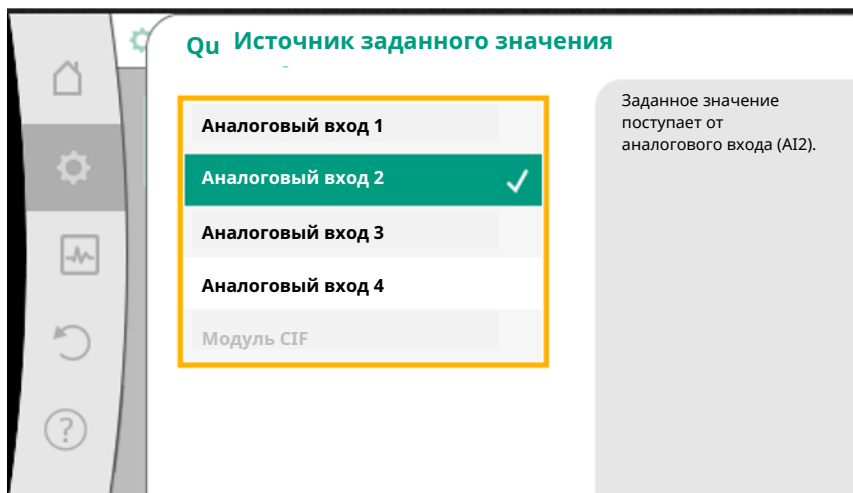 Qu Источник заданного значения
Аналоговый вход 1
Аналоговый вход 2
Аналоговый вход 3
Аналоговый вход 4
Модуль CIF
Заданное значение
поступает от
аналогового входа (AI2).
?